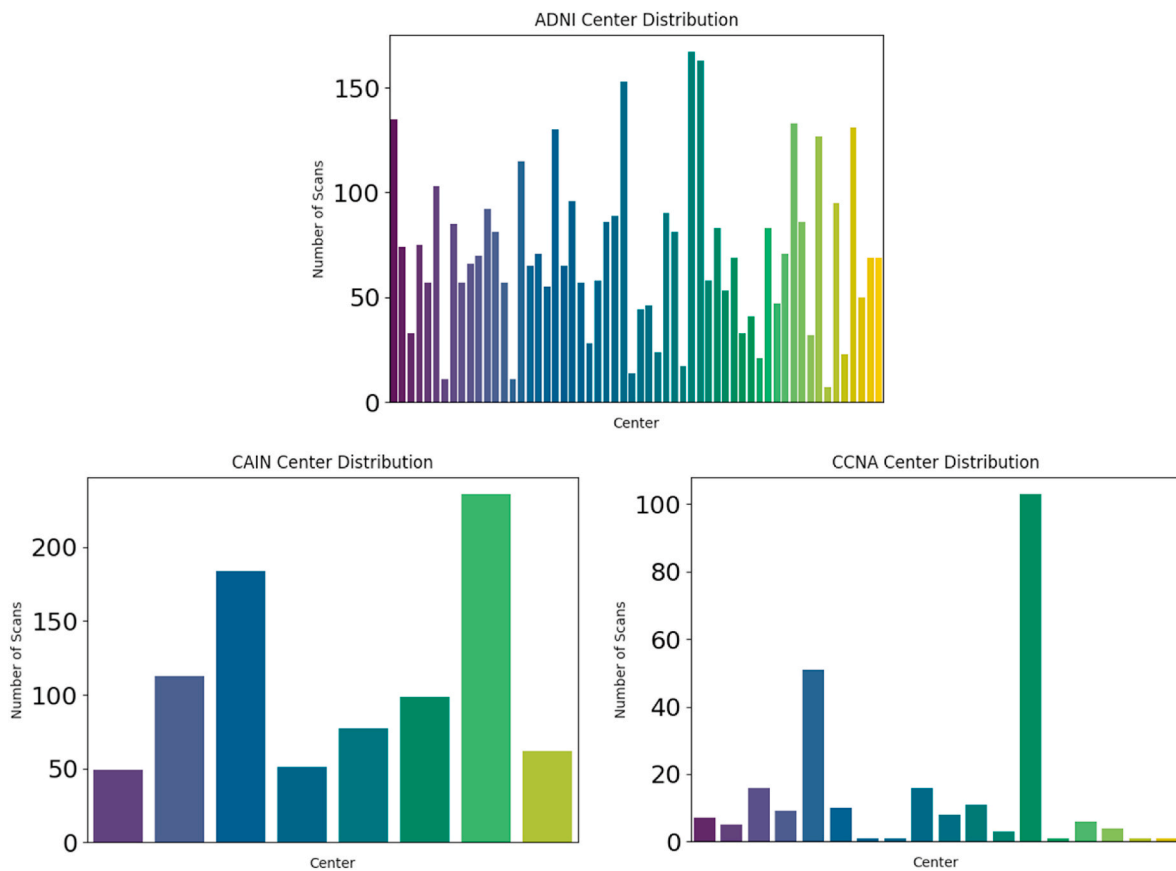 ADNI Center Distribution
150
100
50
0
Number of Scans
Center
CAIN Center Distribution
200
150
100
50
0
Number of Scans
Center
CCNA Center Distribution
100
80
60
40
20
0
Number of Scans
Center